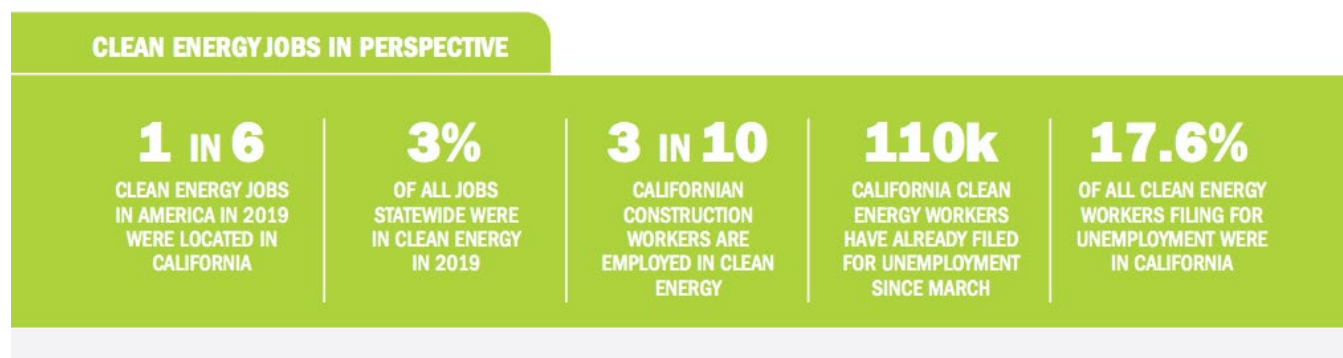 CLEAN ENERGY JOBS IN PERSPECTIVE
1 IN 6
CLEAN ENERGY JOBS
IN AMERICA IN 2019
WERE LOCATED IN
CALIFORNIA
3%
OF ALL JOBS
STATEWIDE WERE
IN CLEAN ENERGY
IN 2019
3 IN 10
CALIFORNIAN
CONSTRUCTION
WORKERS ARE
EMPLOYED IN CLEAN
ENERGY
110k
CALIFORNIA CLEAN
ENERGY WORKERS
HAVE ALREADY FILED
FOR UNEMPLOYMENT
SINCE MARCH
17.6%
OF ALL CLEAN ENERGY
WORKERS FILING FOR
UNEMPLOYMENT WERE
IN CALIFORNIA